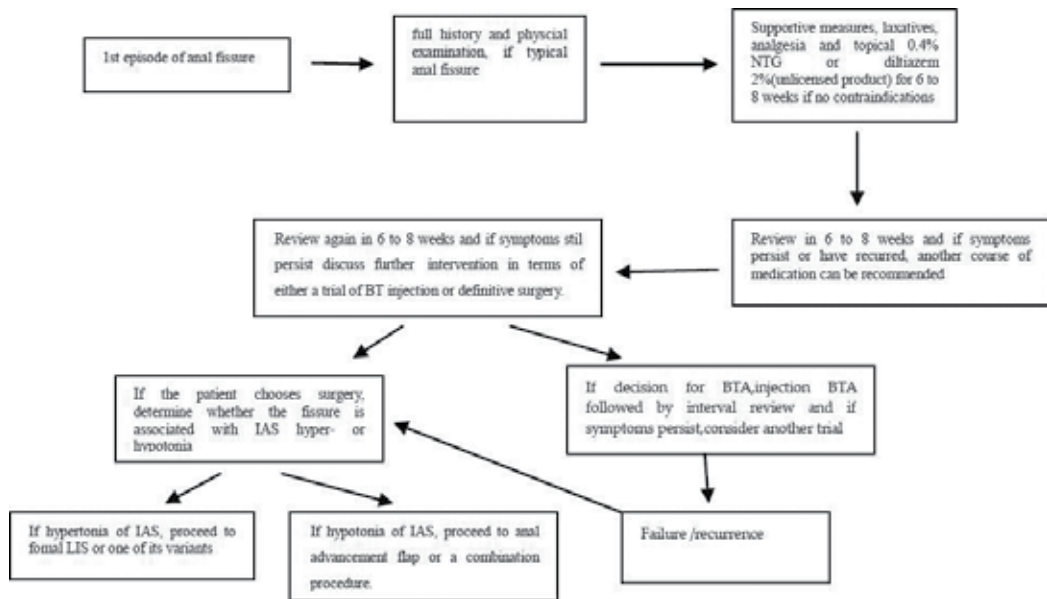 1st episode of anal fissure
full history and physcial
examination, if typical
anal fissure
Supportive measures, laxatives,
analgesia and topical 0.4%
NTG or diltiazem
2%(unlicensed product) for 6 to
8 weeks if no contraindications
Review again in 6 to 8 weeks and if symptoms stil
persist discuss further intervention in terms of
either a trial of BT injection or definitive surgery.
Review in 6 to 8 weeks and if symptoms
persist or have recurred, another course of
medication can be recommended
If the patient chooses surgery,
determine whether the fissure is
associated with IAS hyper- or
hypotonia
If decision for BTA,injection BTA
followed by interval review and if
symptoms persist,consider another trial
If hypertonia of IAS, proceed to
fomal LIS or one of its variants
If hypotonia of IAS, proceed to anal
advancement flap or a combination
procedure.
Failure /recurrence